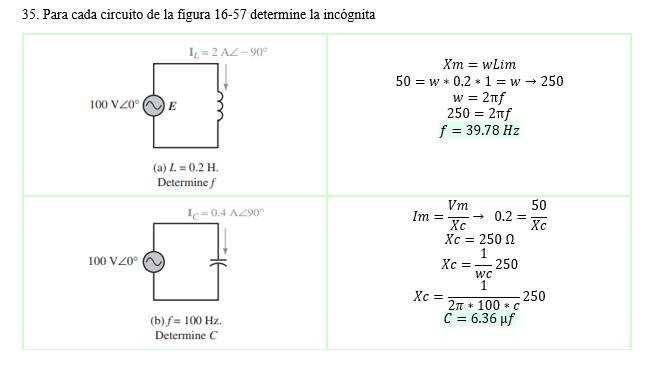 35. Para cada circuito de la figura 16-57 determine la incógnita
I_L = 2 A∠−90°
100 V∠0°
E
(a) L = 0.2 H.
Determine f
Xm = wLim
50 = w ∗ 0.2 ∗ 1 = w → 250
w = 2πf
250 = 2πf
f = 39.78 Hz
I_C = 0.4 A∠90°
100 V∠0°
(b) f = 100 Hz.
Determine C
Im = Vm/Xc → 0.2 = 50/Xc
Xc = 250 Ω
Xc = 1/wc 250
Xc = 1/(2π ∗ 100 ∗ c) 250
C = 6.36 μf